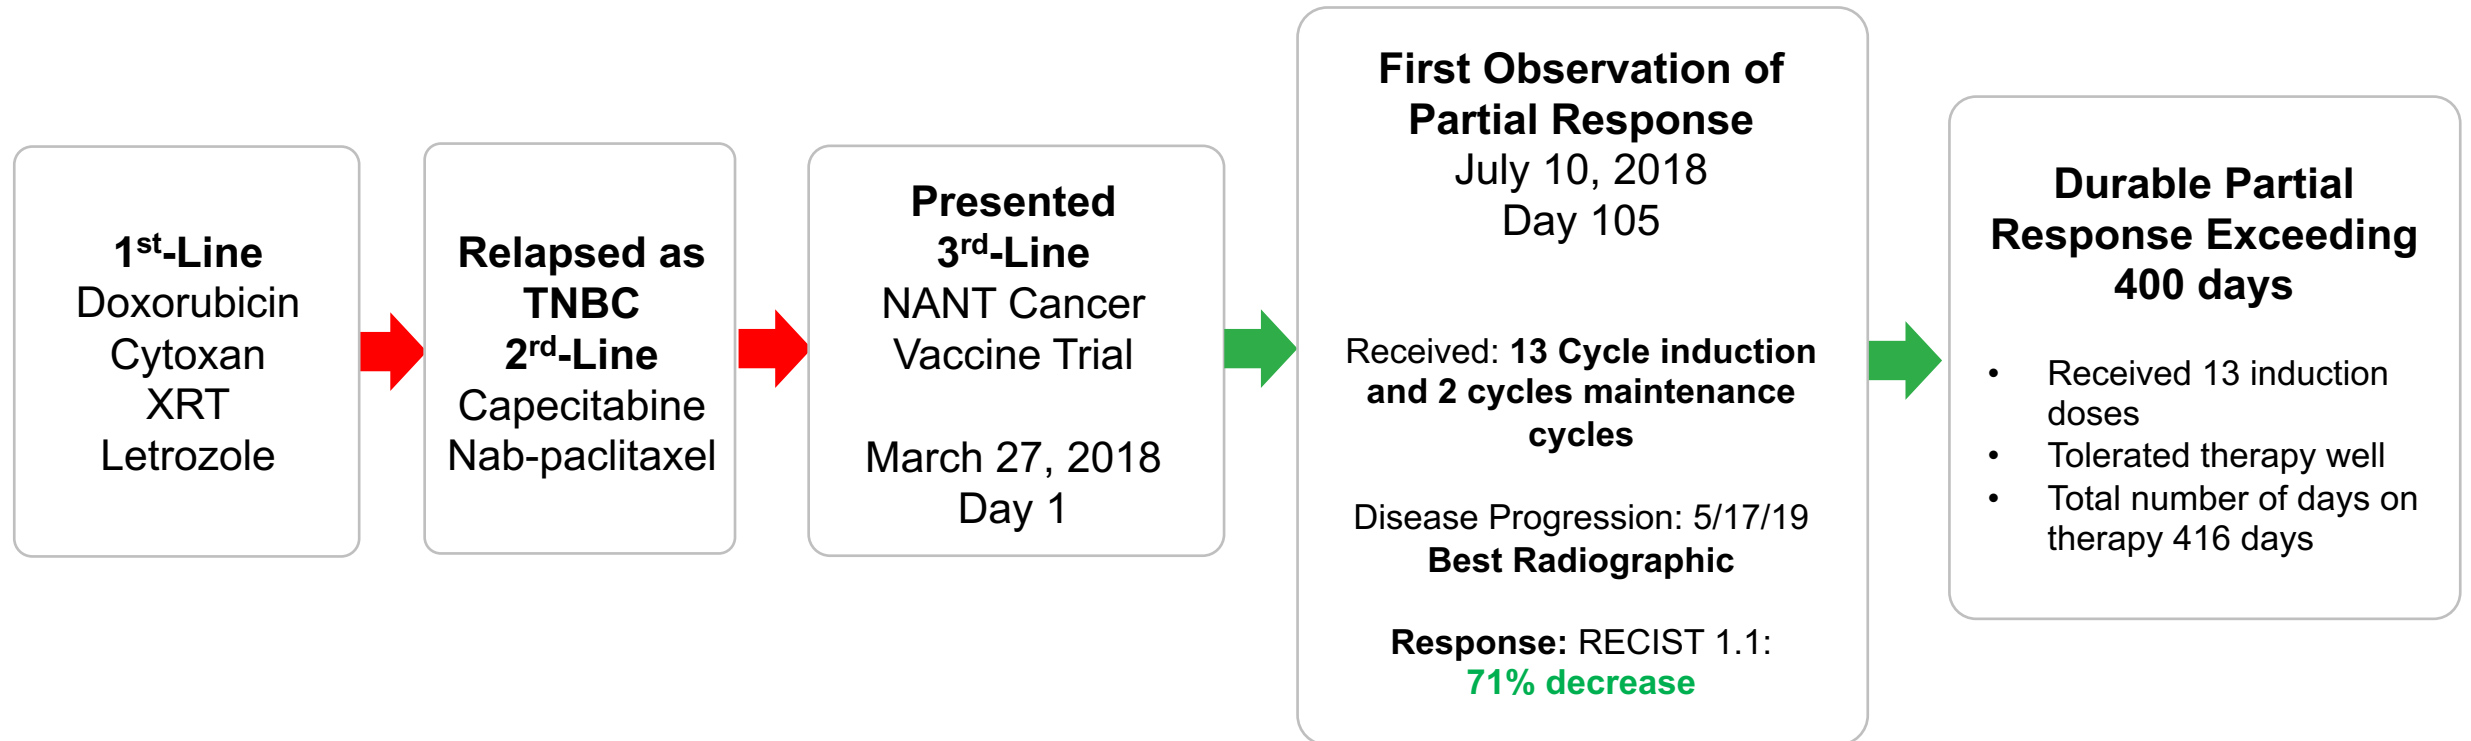 1st-Line
Doxorubicin
Cytoxan
XRT
Letrozole
Relapsed as
TNBC
2rd-Line
Capecitabine
Nab-paclitaxel
Presented
3rd-Line
NANT Cancer
Vaccine Trial
March 27, 2018
Day 1
First Observation of
Partial Response
July 10, 2018
Day 105
Received: 13 Cycle induction
and 2 cycles maintenance
cycles
Disease Progression: 5/17/19
Best Radiographic
Response: RECIST 1.1:
71% decrease
Durable Partial
Response Exceeding
400 days
• Received 13 induction
doses
• Tolerated therapy well
• Total number of days on
therapy 416 days